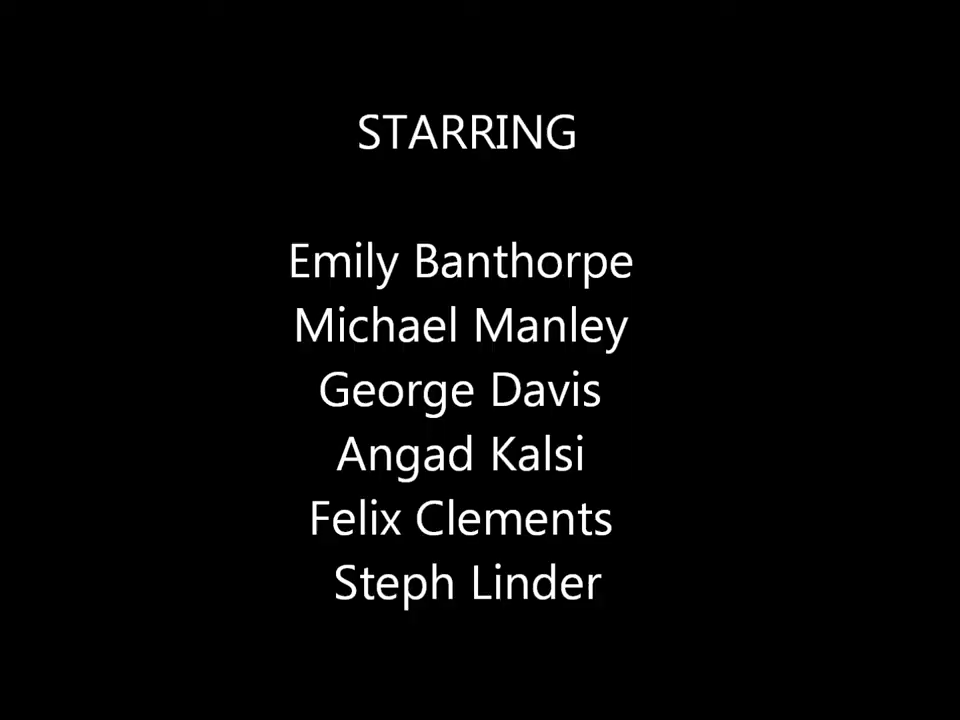 STARRING
Emily Banthorpe
Michael Manley
George Davis
Angad Kalsi
Felix Clements
Steph Linder